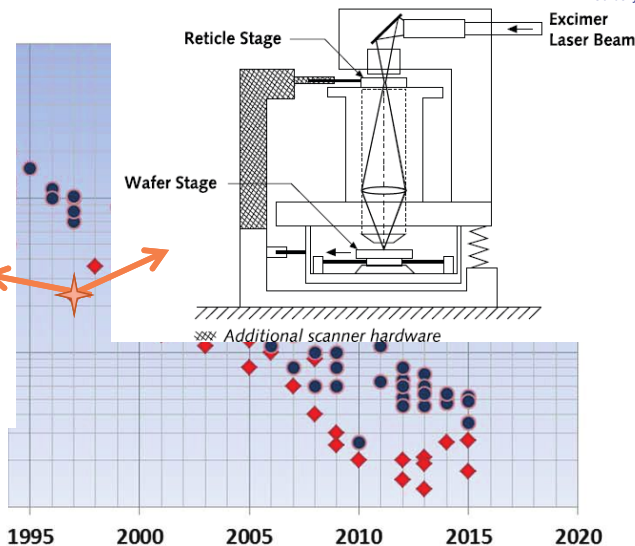 Excimer
Laser Beam
Reticle Stage
Wafer Stage
Additional scanner hardware
1995 2000 2005 2010 2015 2020